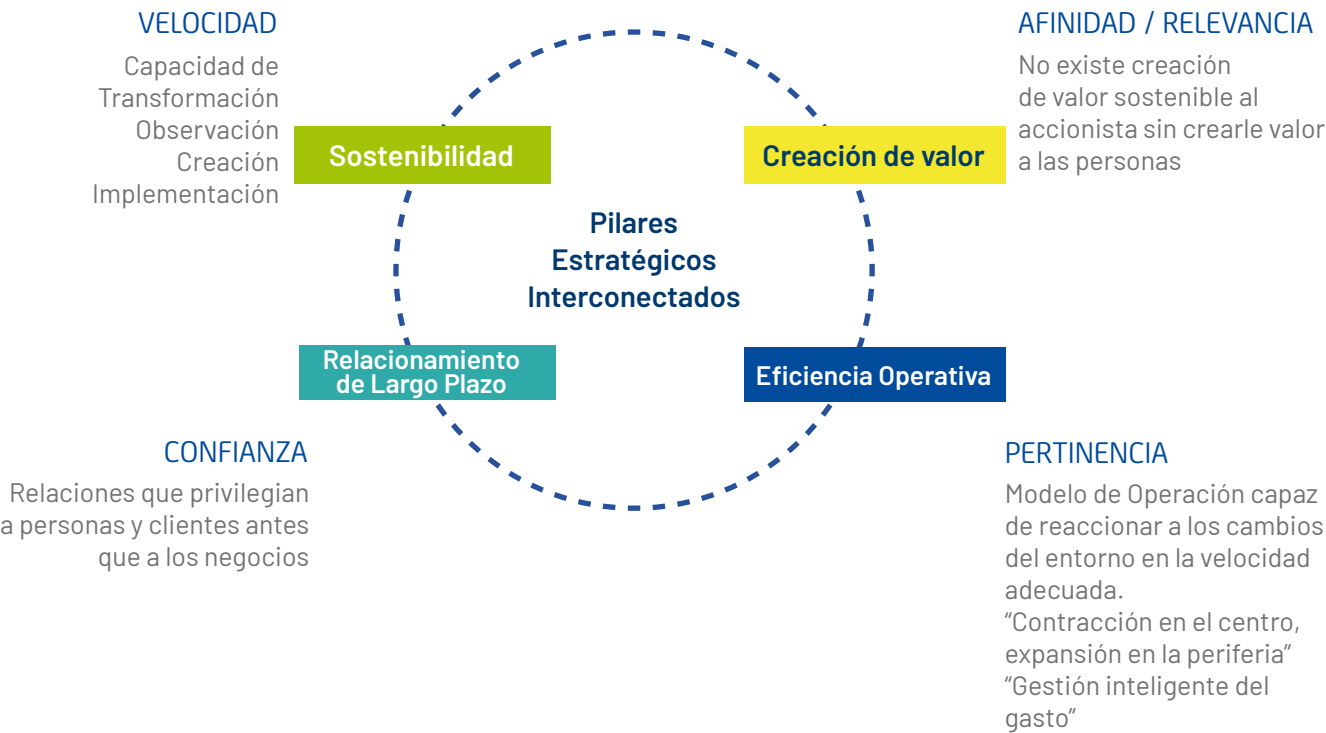 VELOCIDAD
Capacidad de
Transformación
Observación
Creación
Implementación
Sostenibilidad
AFINIDAD / RELEVANCIA
No existe creación
de valor sostenible al
accionista sin crearle valor
a las personas
Creación de valor
Pilares
Estratégicos
Interconectados
Relacionamiento
de Largo Plazo
Eficiencia Operativa
CONFIANZA
Relaciones que privilegian
a personas y clientes antes
que a los negocios
PERTINENCIA
Modelo de Operación capaz
de reaccionar a los cambios
del entorno en la velocidad
adecuada.
“Contracción en el centro,
expansión en la periferia”
“Gestión inteligente del
gasto”